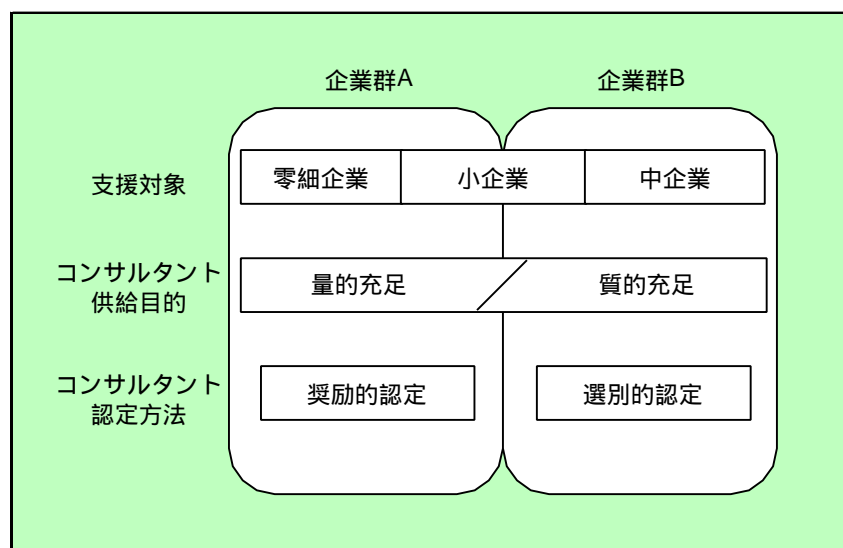 企業群A
企業群B
支援対象
零細企業
小企業
中企業
コンサルタント
供給目的
量的充足
質的充足
コンサルタント
認定方法
奨励的認定
選別的認定